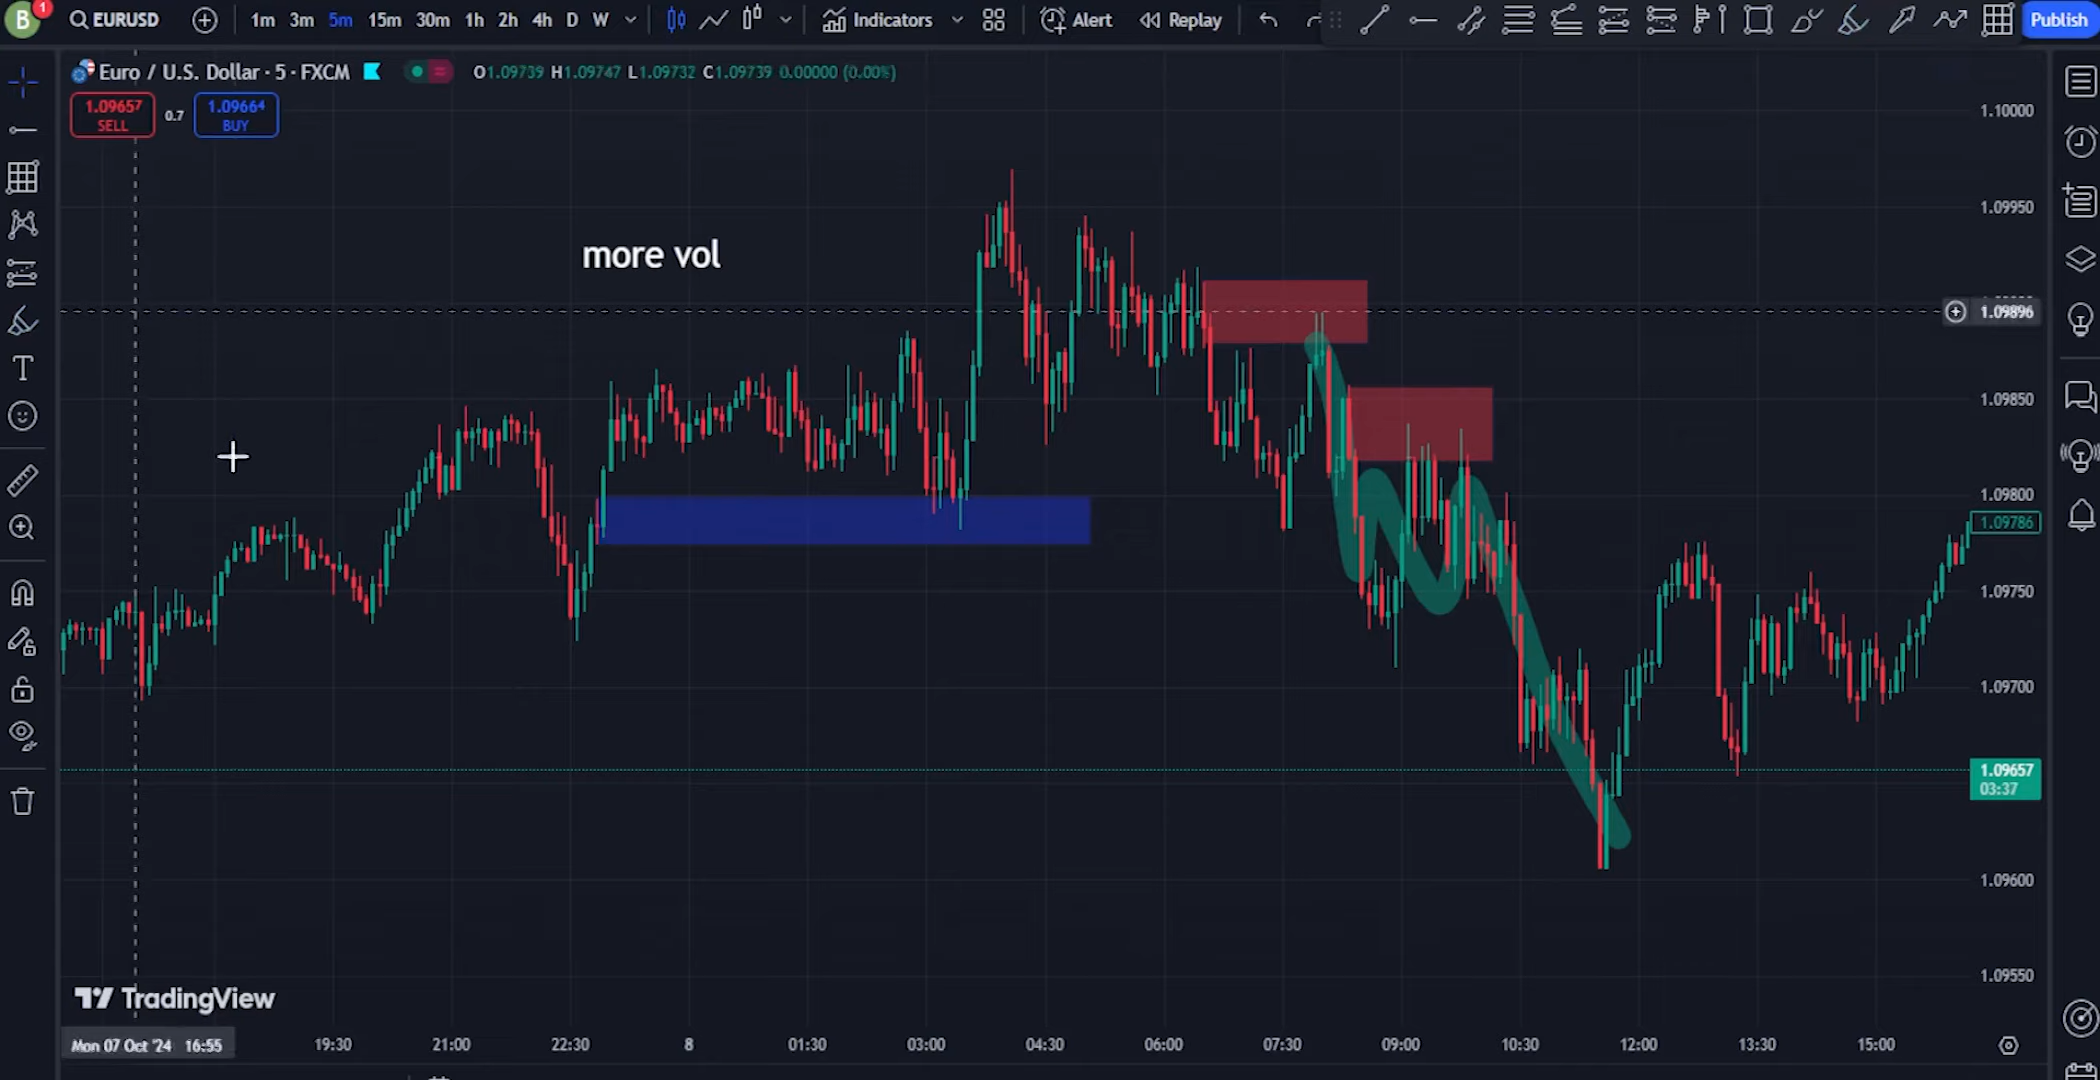 B 1 EURUSD 1m 3m 5m 15m 30m 1h 2h 4h D W Indicators Alert Replay Publish
Euro / U.S. Dollar · 5 · FXCM O1.09739 H1.09747 L1.09732 C1.09739 0.00000 (0.00%)
1.09657 SELL 0.7 1.09664 BUY
more vol
1.10000
1.09950
1.09896
1.09850
1.09800
1.09786
1.09750
1.09700
1.09657
03:37
1.09600
1.09550
TradingView
Mon 07 Oct '24 16:55 19:30 21:00 22:30 8 01:30 03:00 04:30 06:00 07:30 09:00 10:30 12:00 13:30 15:00